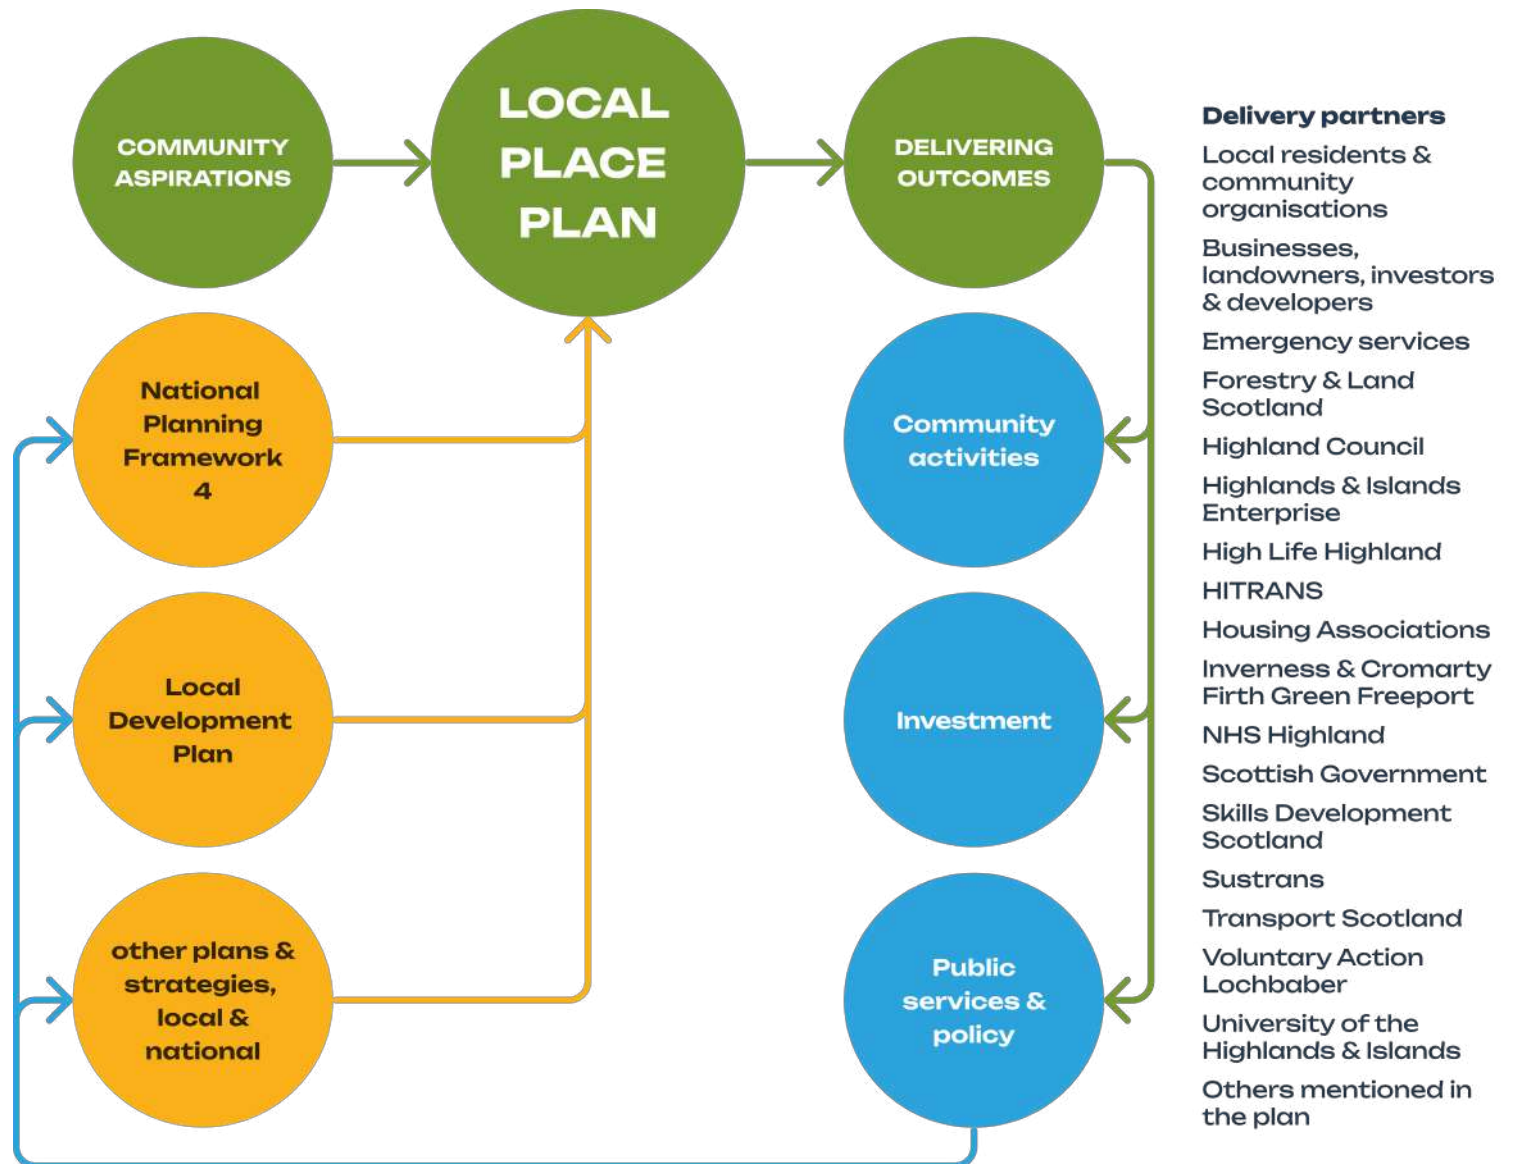 COMMUNITY
ASPIRATIONS
LOCAL
PLACE
PLAN
DELIVERING
OUTCOMES
National
Planning
Framework
4
Local
Development
Plan
other plans &
strategies,
local &
national
Community
activities
Investment
Public
services &
policy
Delivery partners
Local residents &
community
organisations
Businesses,
landowners, investors
& developers
Emergency services
Forestry & Land
Scotland
Highland Council
Highlands & Islands
Enterprise
High Life Highland
HITRANS
Housing Associations
Inverness & Cromarty
Firth Green Freeport
NHS Highland
Scottish Government
Skills Development
Scotland
Sustrans
Transport Scotland
Voluntary Action
Lochbaber
University of the
Highlands & Islands
Others mentioned in
the plan